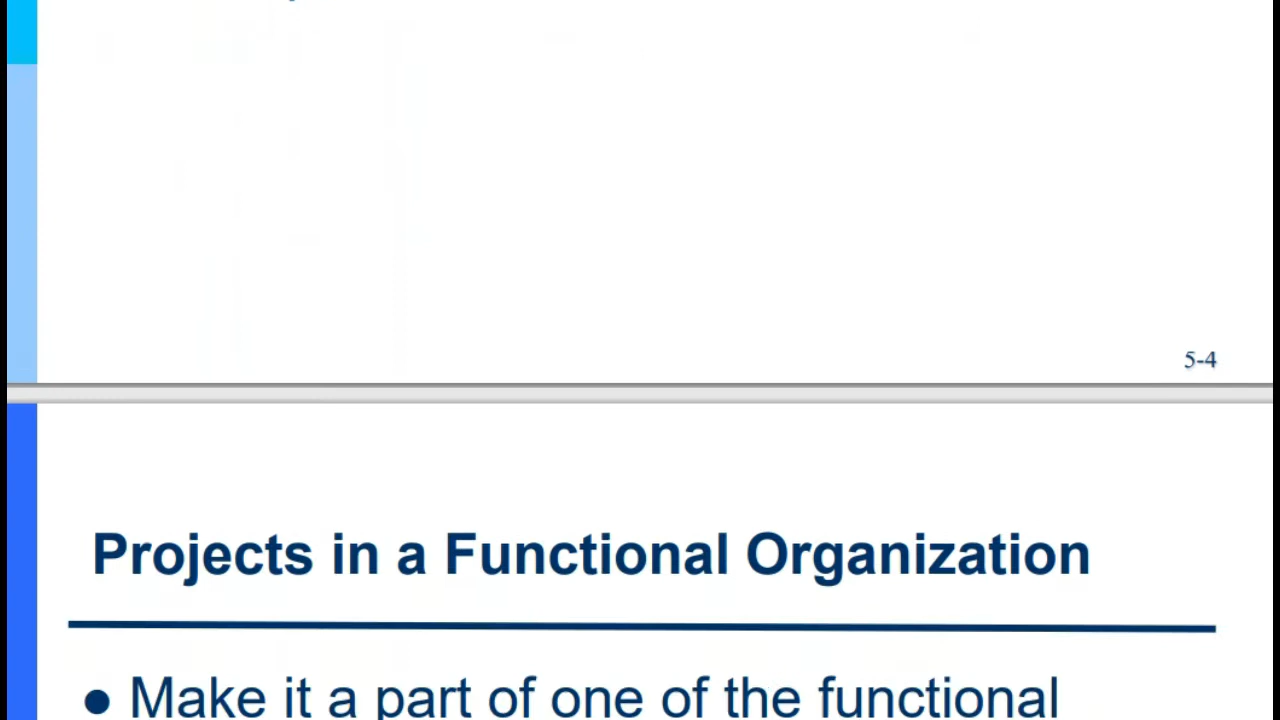 5-4
Projects in a Functional Organization
● Make it a part of one of the functional